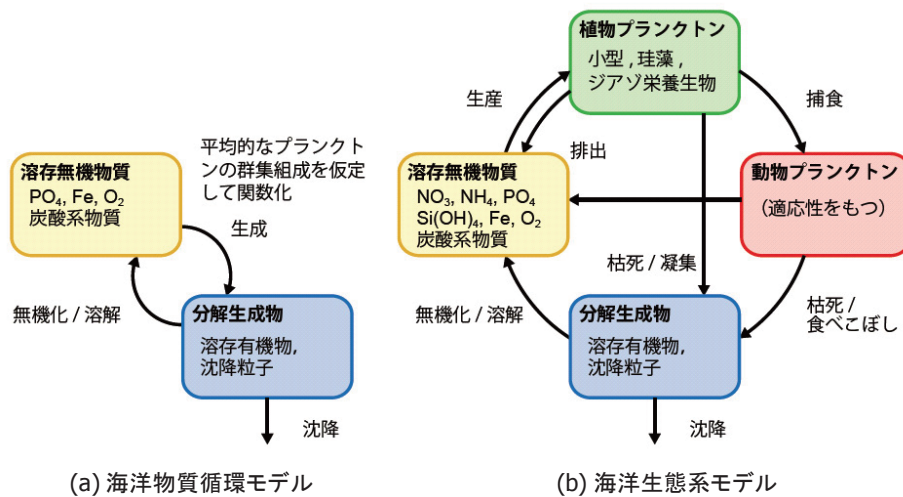 平均的なプランクト
ンの群集組成を仮定
して関数化
溶存無機物質
PO₄, Fe, O₂
炭酸系物質
生成
無機化 / 溶解
分解生成物
溶存有機物,
沈降粒子
沈降
(a) 海洋物質循環モデル
植物プランクトン
小型 , 珪藻 ,
ジアゾ栄養生物
生産
捕食
排出
溶存無機物質
NO₃, NH₄, PO₄
Si(OH)₄, Fe, O₂
炭酸系物質
動物プランクトン
（適応性をもつ）
枯死 / 凝集
無機化 / 溶解
枯死 /
食べこぼし
分解生成物
溶存有機物,
沈降粒子
沈降
(b) 海洋生態系モデル